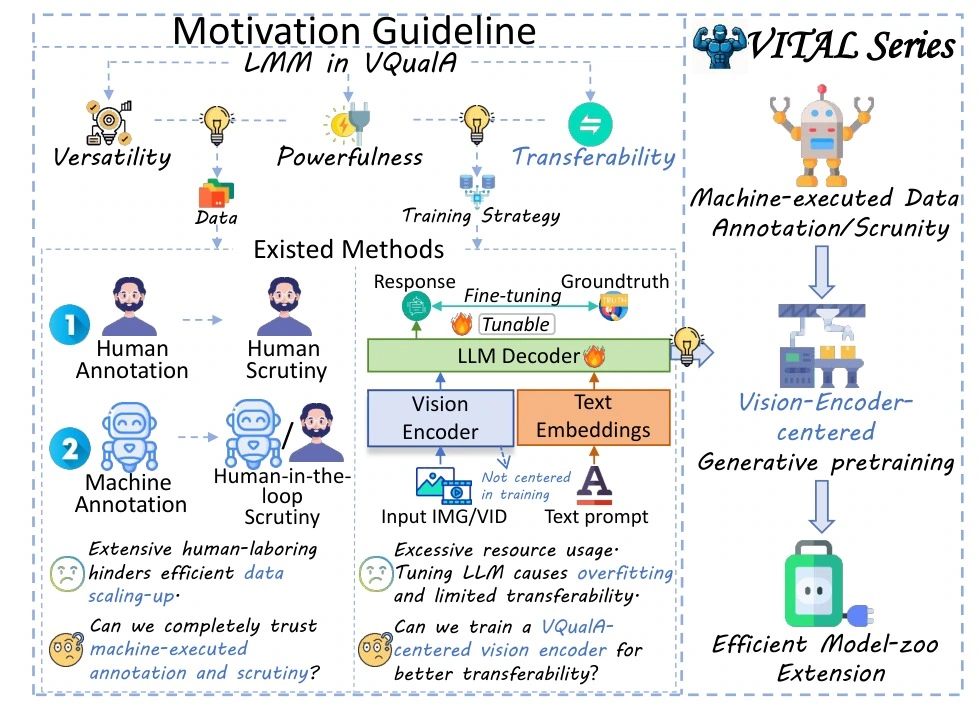 Motivation Guideline
LMM in VQualA
Versatility
Powerfulness
Transferability
Data
Training Strategy
Existed Methods
1
Human
Annotation
Human
Scrutiny
2
Machine
Annotation
/
Human-in-the-
loop
Scrutiny
Extensive human-laboring
hinders efficient data
scaling-up.
Can we completely trust
machine-executed
annotation and scrutiny?
Response
Groundtruth
Fine-tuning
TRUTH
Tunable
LLM Decoder
Vision
Encoder
Text
Embeddings
Not centered
in training
A
Input IMG/VID
Text prompt
Excessive resource usage.
Tuning LLM causes overfitting
and limited transferability.
Can we train a VQualA-
centered vision encoder for
better transferability?
VITAL Series
Machine-executed Data
Annotation/Scrunity
Vision-Encoder-
centered
Generative pretraining
Efficient Model-zoo
Extension